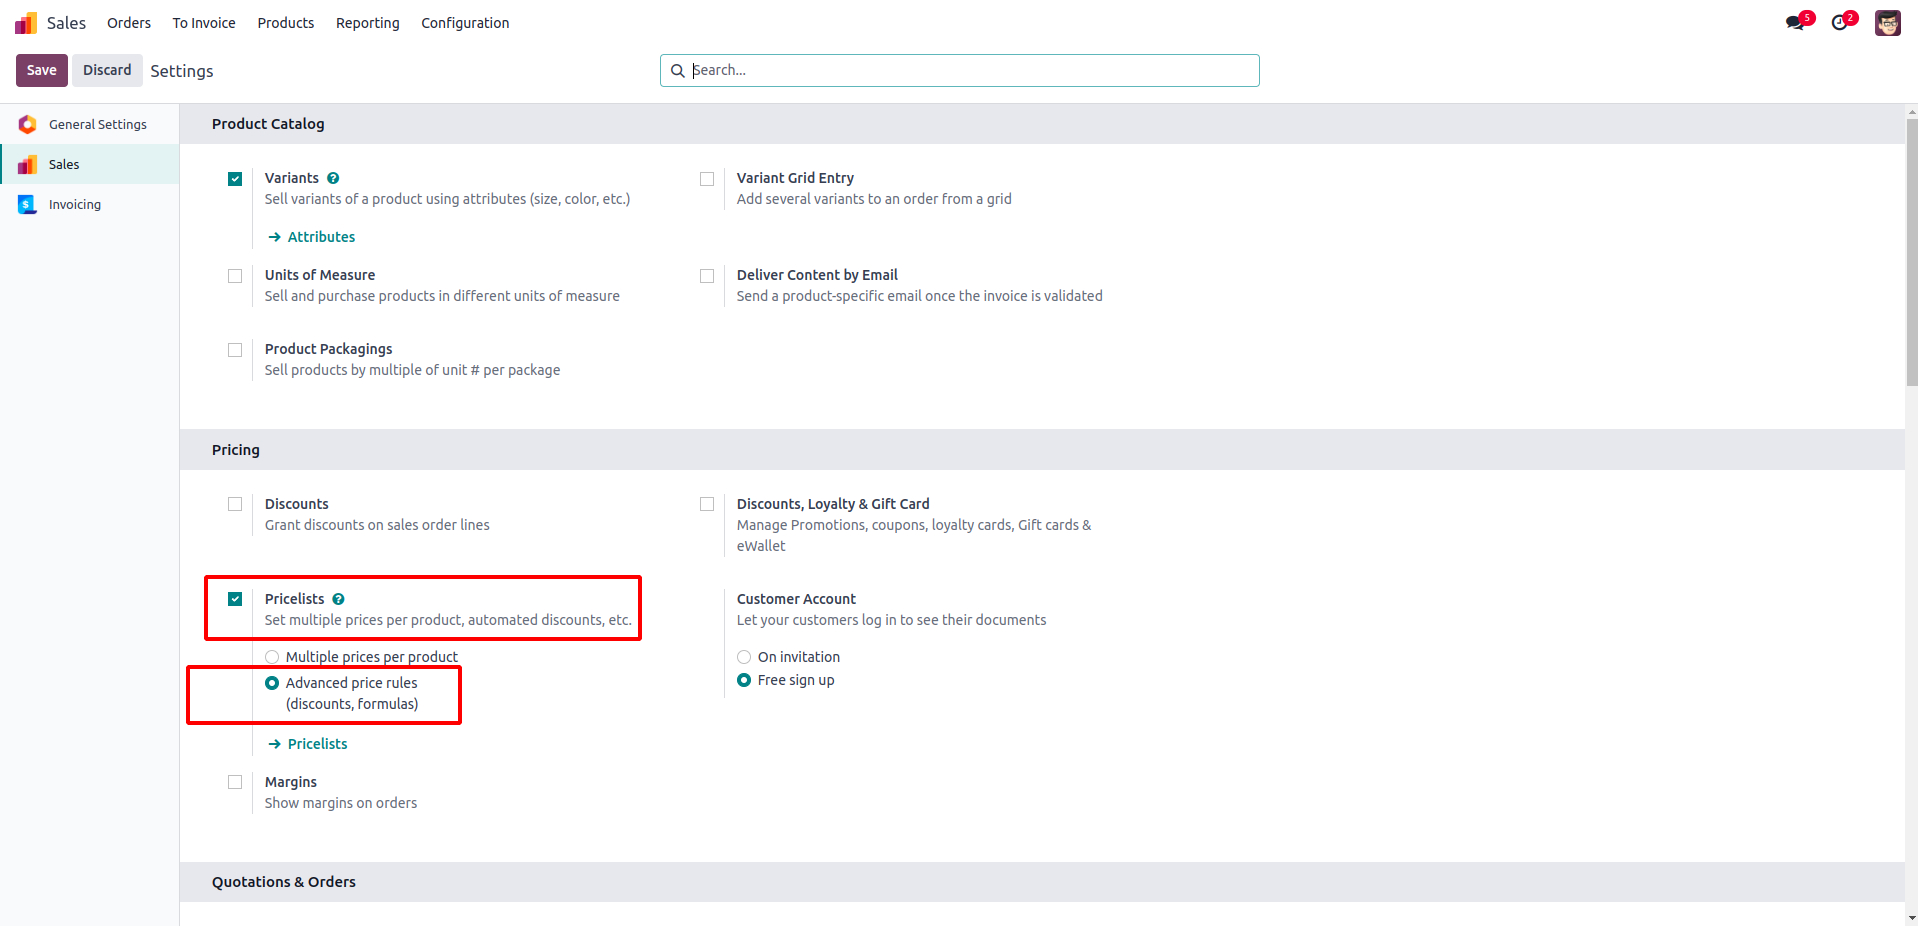 Sales Orders To Invoice Products Reporting Configuration 5 2
Save Discard Settings Search...
General Settings
Sales
Invoicing
Product Catalog
Variants
Sell variants of a product using attributes (size, color, etc.)
Attributes
Variant Grid Entry
Add several variants to an order from a grid
Units of Measure
Sell and purchase products in different units of measure
Deliver Content by Email
Send a product-specific email once the invoice is validated
Product Packagings
Sell products by multiple of unit # per package
Pricing
Discounts
Grant discounts on sales order lines
Discounts, Loyalty & Gift Card
Manage Promotions, coupons, loyalty cards, Gift cards &
eWallet
Pricelists
Set multiple prices per product, automated discounts, etc.
Multiple prices per product
Advanced price rules
(discounts, formulas)
Pricelists
Customer Account
Let your customers log in to see their documents
On invitation
Free sign up
Margins
Show margins on orders
Quotations & Orders